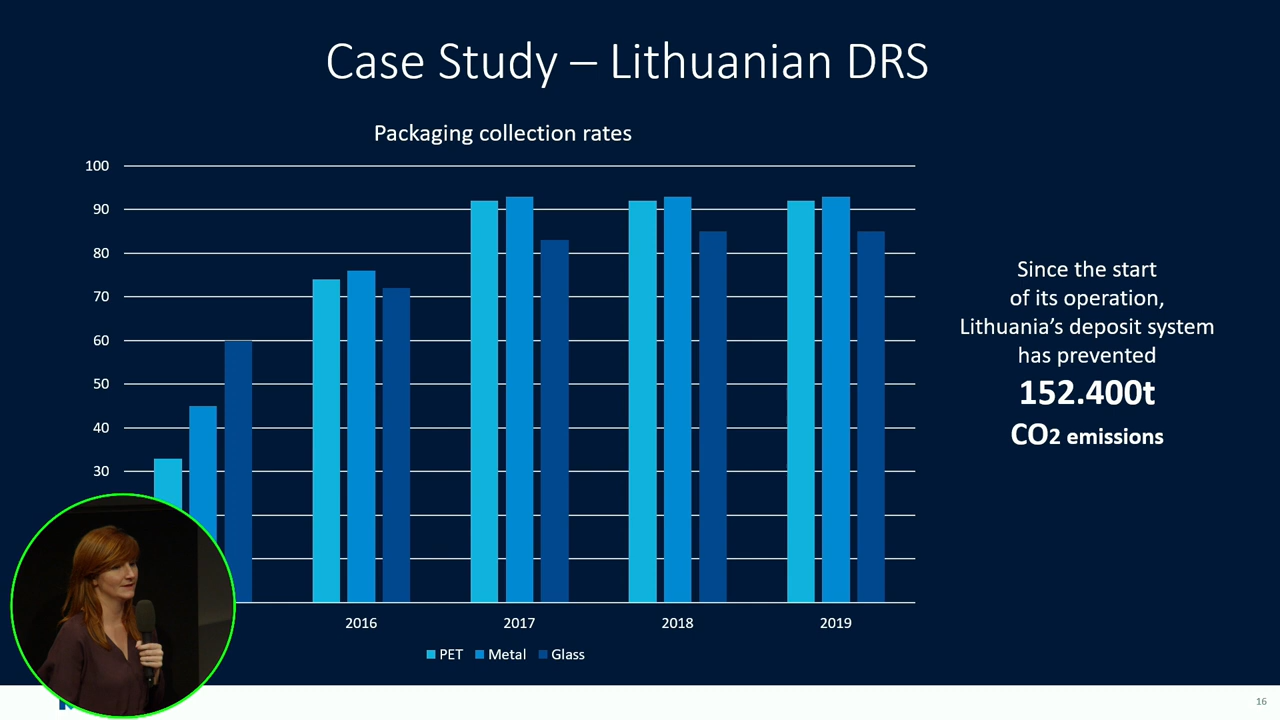 Case Study – Lithuanian DRS
Packaging collection rates
100
90
80
70
60
50
40
30
2016
2017
2018
2019
PET
Metal
Glass
Since the start
of its operation,
Lithuania's deposit system
has prevented
152.400t
CO2 emissions
16